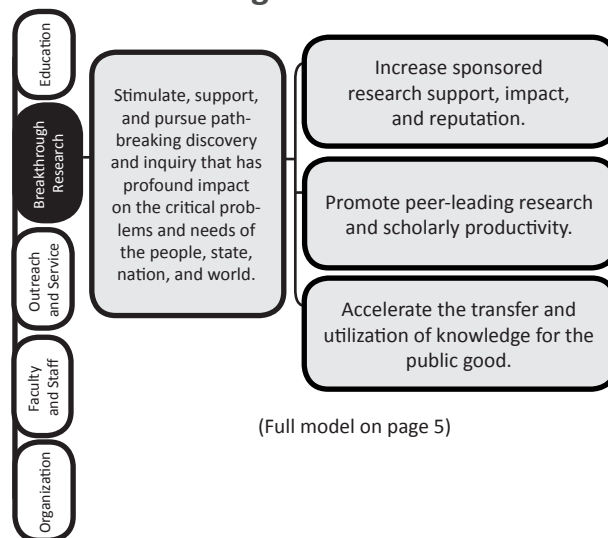 Education
Breakthrough
Research
Outreach
and Service
Faculty
and Staff
Organization
Stimulate, support,
and pursue path-
breaking discovery
and inquiry that has
profound impact
on the critical prob-
lems and needs of
the people, state,
nation, and world.
Increase sponsored
research support, impact,
and reputation.
Promote peer-leading research
and scholarly productivity.
Accelerate the transfer and
utilization of knowledge for the
public good.
(Full model on page 5)